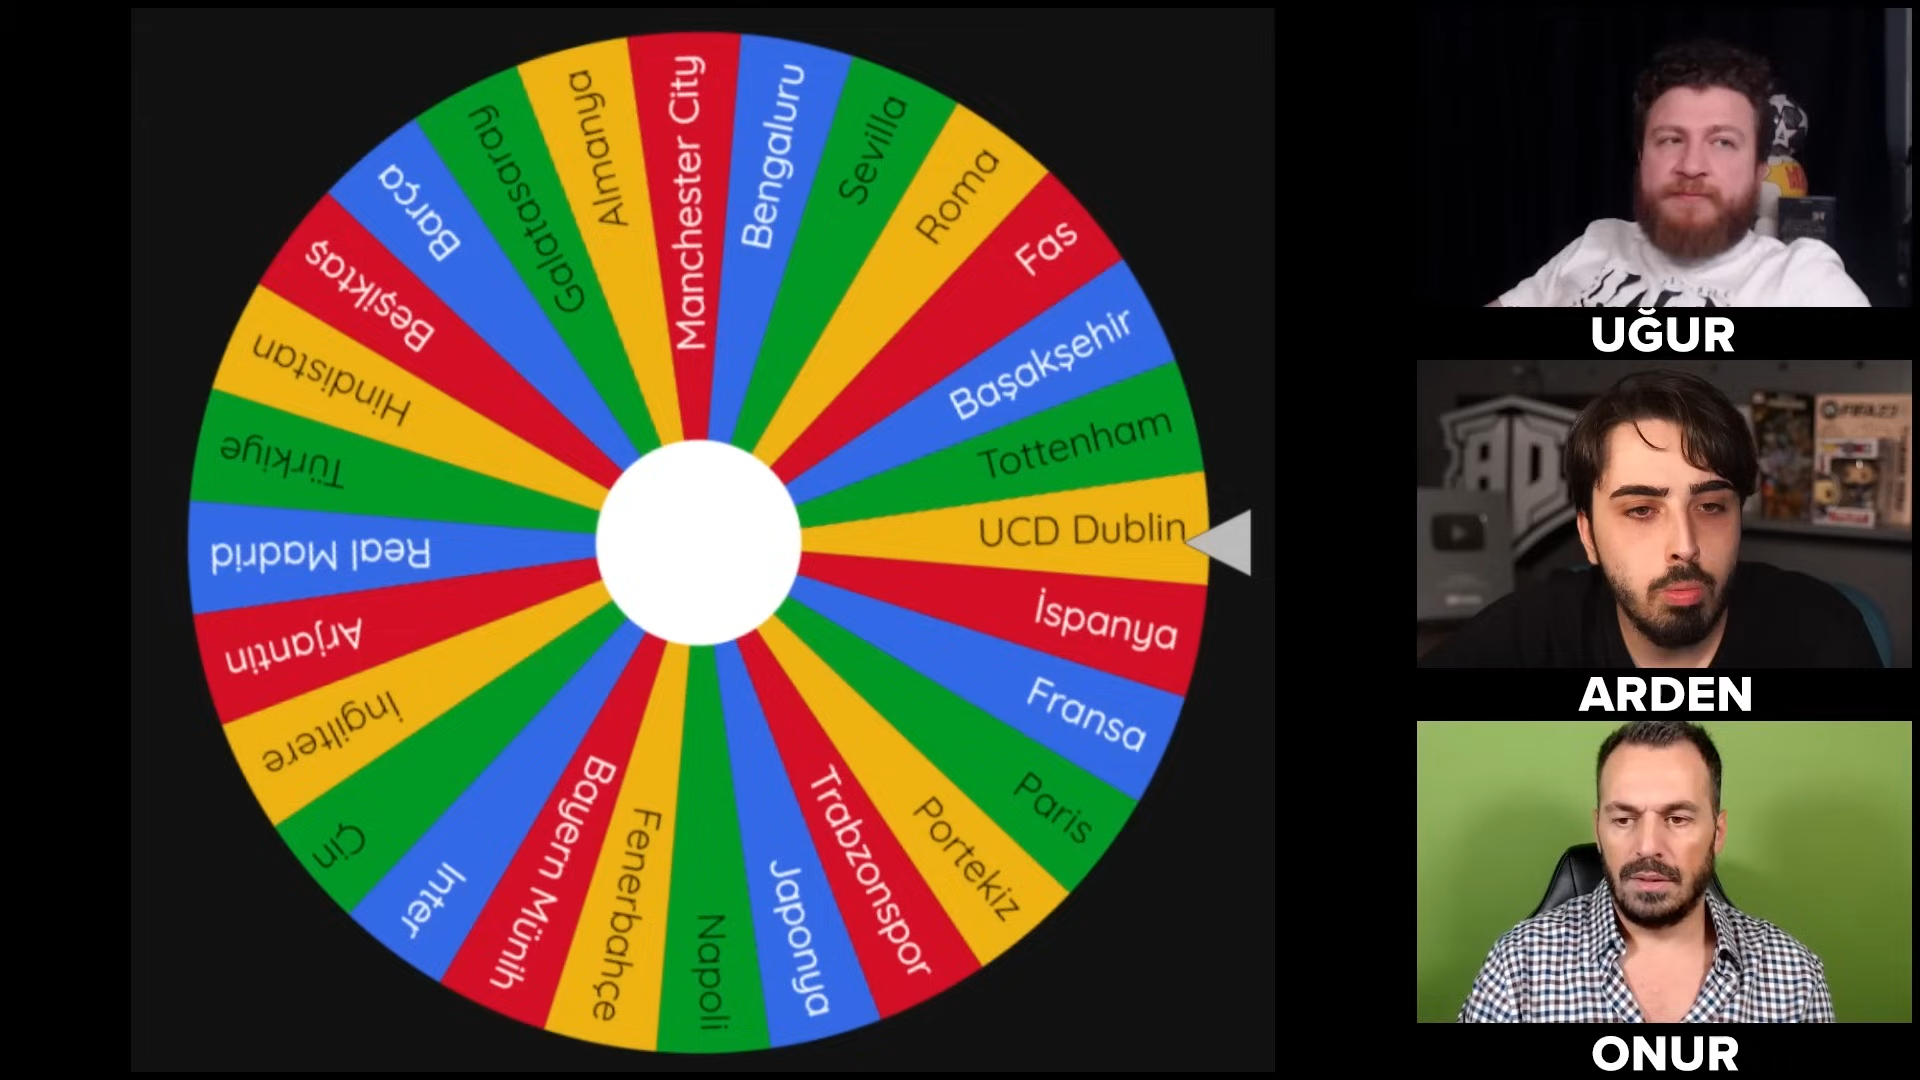 Manchester City
Bengaluru
Sevilla
Roma
Fas
Başakşehir
Tottenham
UCD Dublin
İspanya
Fransa
Paris
Portekiz
Trabzonspor
Japonya
Napoli
Fenerbahçe
Bayern Münih
Inter
Çin
İngiltere
Arjantin
Real Madrid
Türkiye
Hindistan
Beşiktaş
Barça
Galatasaray
Almanya
UĞUR
ARDEN
ONUR